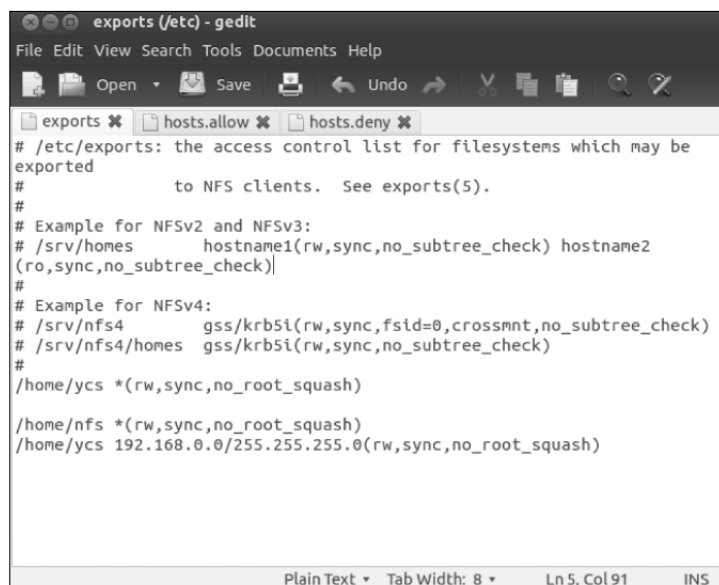 exports (/etc) - gedit
File Edit View Search Tools Documents Help
Open Save Undo
exports hosts.allow hosts.deny
# /etc/exports: the access control list for filesystems which may be
exported
#               to NFS clients.  See exports(5).
#
# Example for NFSv2 and NFSv3:
# /srv/homes       hostname1(rw,sync,no_subtree_check) hostname2
(ro,sync,no_subtree_check)
#
# Example for NFSv4:
# /srv/nfs4        gss/krb5i(rw,sync,fsid=0,crossmnt,no_subtree_check)
# /srv/nfs4/homes  gss/krb5i(rw,sync,no_subtree_check)
#
/home/ycs *(rw,sync,no_root_squash)
/home/nfs *(rw,sync,no_root_squash)
/home/ycs 192.168.0.0/255.255.255.0(rw,sync,no_root_squash)
Plain Text Tab Width: 8 Ln 5, Col 91 INS